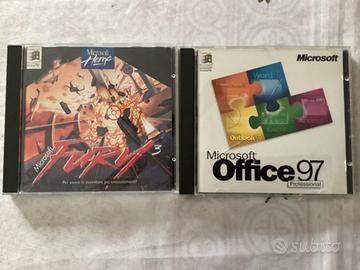 Microsoft
Home
Microsoft
FURY 3
Per vivere le avventure più entusiasmanti!
Microsoft
Word
Outlook
Microsoft
Office 97
Professional
Subito